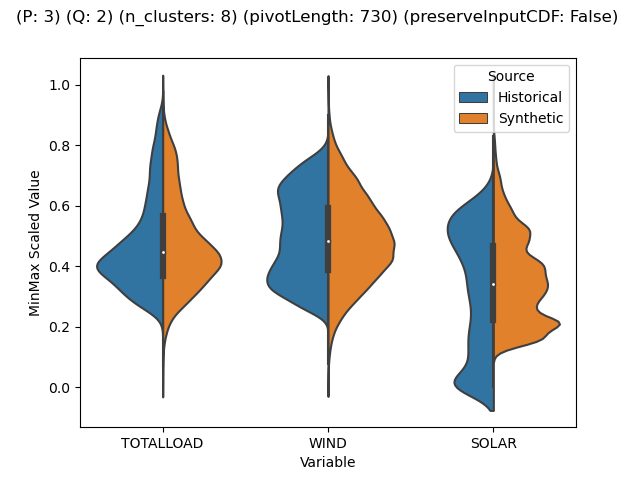 (P: 3) (Q: 2) (n_clusters: 8) (pivotLength: 730) (preserveInputCDF: False)
Source
Historical
Synthetic
MinMax Scaled Value
1.0
0.8
0.6
0.4
0.2
0.0
TOTALLOAD WIND SOLAR
Variable